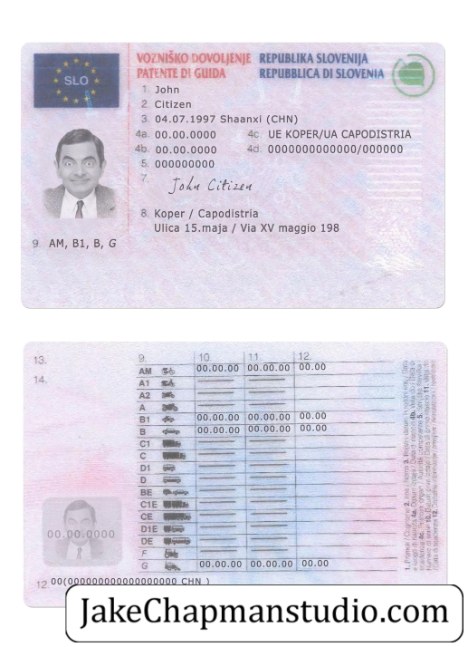 VOZNIŠKO DOVOLJENJE REPUBLIKA SLOVENIJA
PATENTE DI GUIDA REPUBBLICA DI SLOVENIA
SLO
1. John
2. Citizen
3. 04.07.1997 Shaanxi (CHN)
4a. 00.00.0000 4c. UE KOPER/UA CAPODISTRIA
4b. 00.00.0000 4d. 0000000000000/000000
5. 000000000
7. John Citizen
8. Koper / Capodistria
Ulica 15.maja / Via XV maggio 198
9. AM, B1, B, G
13. 9. 10. 11. 12.
AM 00.00.00 00.00.00 00.00
14. A1
A2
A
B1 00.00.00 00.00.00 00.00
B 00.00.00 00.00.00 00.00
C1
C
D1
D
BE
C1E
CE
D1E
DE
F
G 00.00.00 00.00.00 00.00
00.00.0000
12. 00(000000000000000000 CHN )
JakeChapmanstudio.com